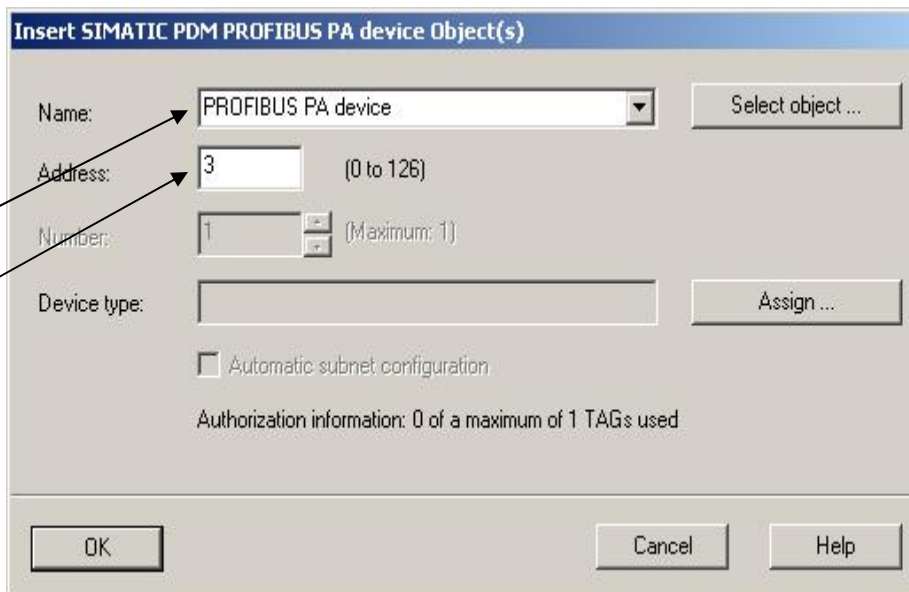 Insert SIMATIC PDM PROFIBUS PA device Object(s)
Name: PROFIBUS PA device Select object ...
Address: 3 (0 to 126)
Number: 1 (Maximum: 1)
Device type: Assign ...
Automatic subnet configuration
Authorization information: 0 of a maximum of 1 TAGs used
OK Cancel Help